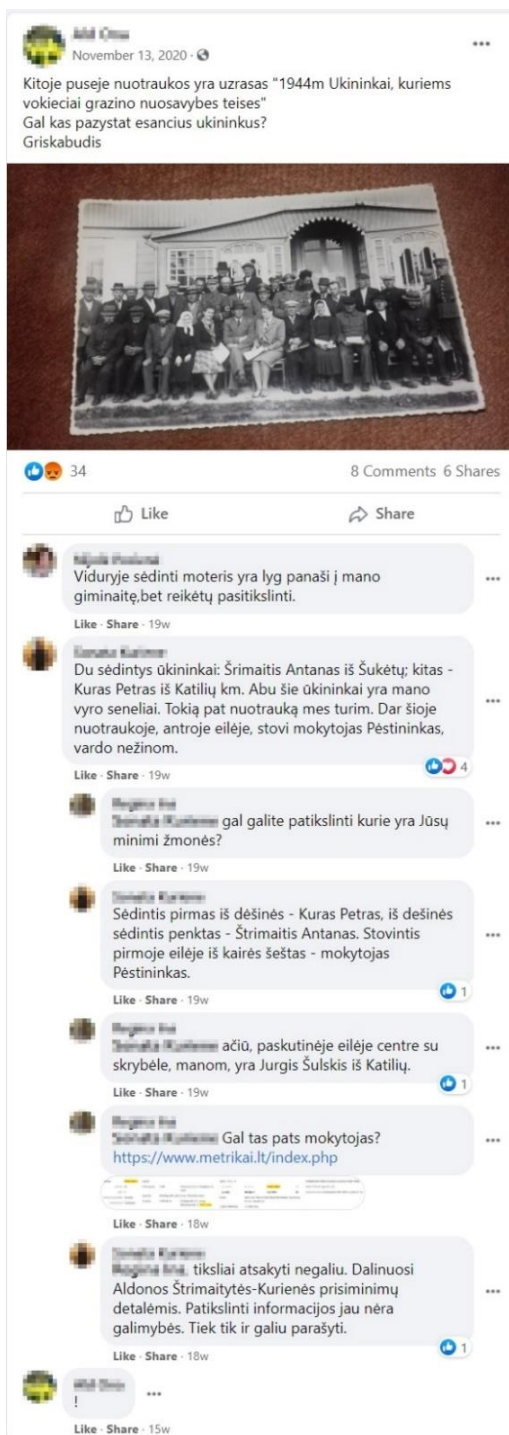 November 13, 2020
Kitoje puseje nuotraukos yra uzrasas "1944m Ukininkai, kuriems
vokieciai grazino nuosavybes teises"
Gal kas pazystat esancius ukininkus?
Griskabudis
34
8 Comments 6 Shares
Like
Share
Viduryje sėdinti moteris yra lyg panaši į mano
giminaitę,bet reikėtų pasitikslinti.
Like · Share · 19w
Du sėdintys ūkininkai: Šrimaitis Antanas iš Šukėtų; kitas -
Kuras Petras iš Katilių km. Abu šie ūkininkai yra mano
vyro seneliai. Tokią pat nuotrauką mes turim. Dar šioje
nuotraukoje, antroje eilėje, stovi mokytojas Pėstininkas,
vardo nežinom.
4
Like · Share · 19w
gal galite patikslinti kurie yra Jūsų
minimi žmonės?
Like · Share · 19w
Sėdintis pirmas iš dėšinės - Kuras Petras, iš dešinės
sėdintis penktas - Štrimaitis Antanas. Stovintis
pirmoje eilėje iš kairės šeštas - mokytojas
Pėstininkas.
1
Like · Share · 19w
ačiū, paskutinėje eilėje centre su
skrybėle, manom, yra Jurgis Šulskis iš Katilių.
1
Like · Share · 19w
Gal tas pats mokytojas?
https://www.metrikai.lt/index.php
Like · Share · 18w
tiksliai atsakyti negaliu. Dalinuosi
Aldonos Štrimaitytės-Kurienės prisiminimų
detalėmis. Patikslinti informacijos jau nėra
galimybės. Tiek tik ir galiu parašyti.
1
Like · Share · 18w
!
Like · Share · 15w